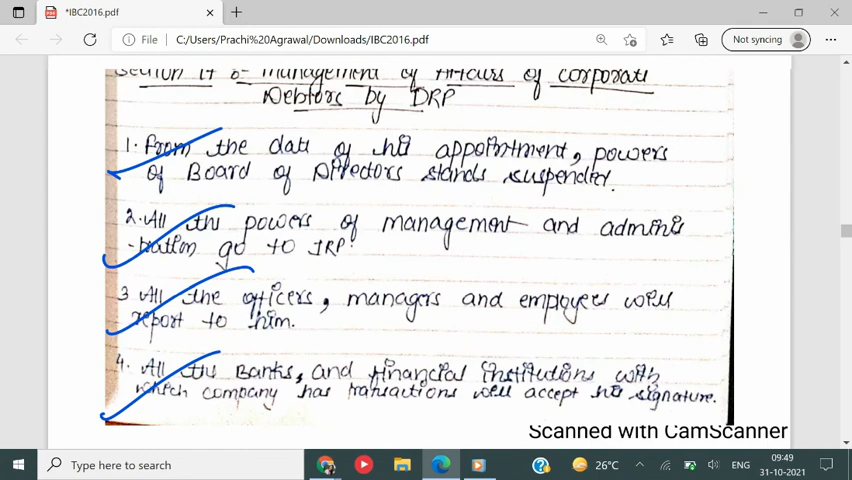 *IBC2016.pdf
File
C:/Users/Prachi%20Agrawal/Downloads/IBC2016.pdf
Not syncing
Section 17 :- Management of Affairs of corporate
Debtors by IRP
1. From the date of his appointment, powers
of Board of Directors stands suspended.
2. All the powers of management and adminis
-tration go to IRP.
3 All the officers, managers and employees will
report to him.
4. All the Banks, and financial institutions with
which company has transactions will accept his signature.
Scanned with CamScanner
Type here to search
26°C
ENG
09:49
31-10-2021